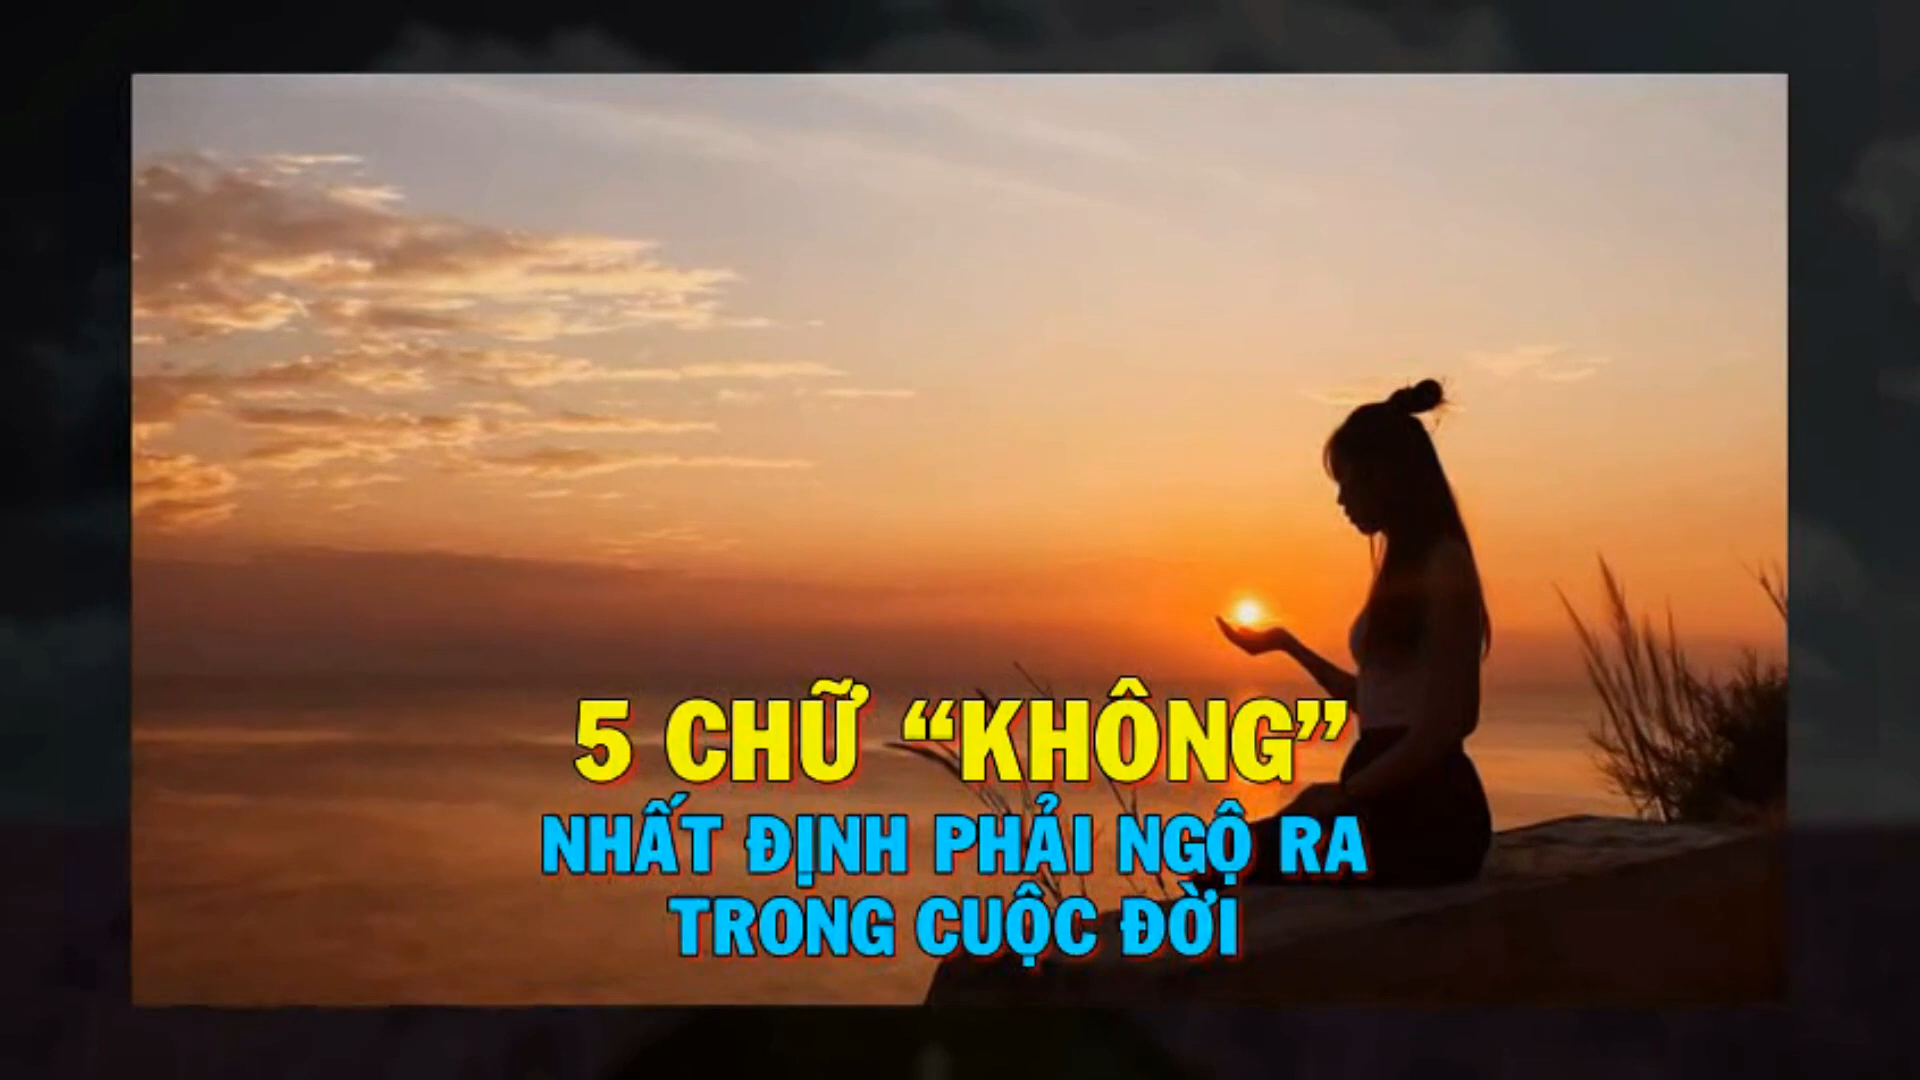 5 CHỮ “KHÔNG”
NHẤT ĐỊNH PHẢI NGỘ RA
TRONG CUỘC ĐỜI